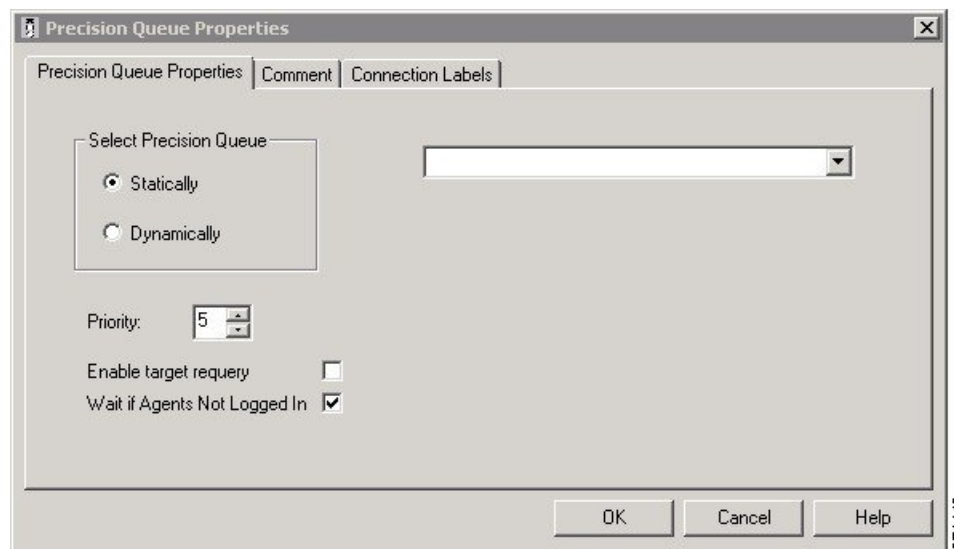 Precision Queue Properties
Precision Queue Properties Comment Connection Labels
Select Precision Queue
Statically
Dynamically
Priority: 5
Enable target requery
Wait if Agents Not Logged In
OK Cancel Help